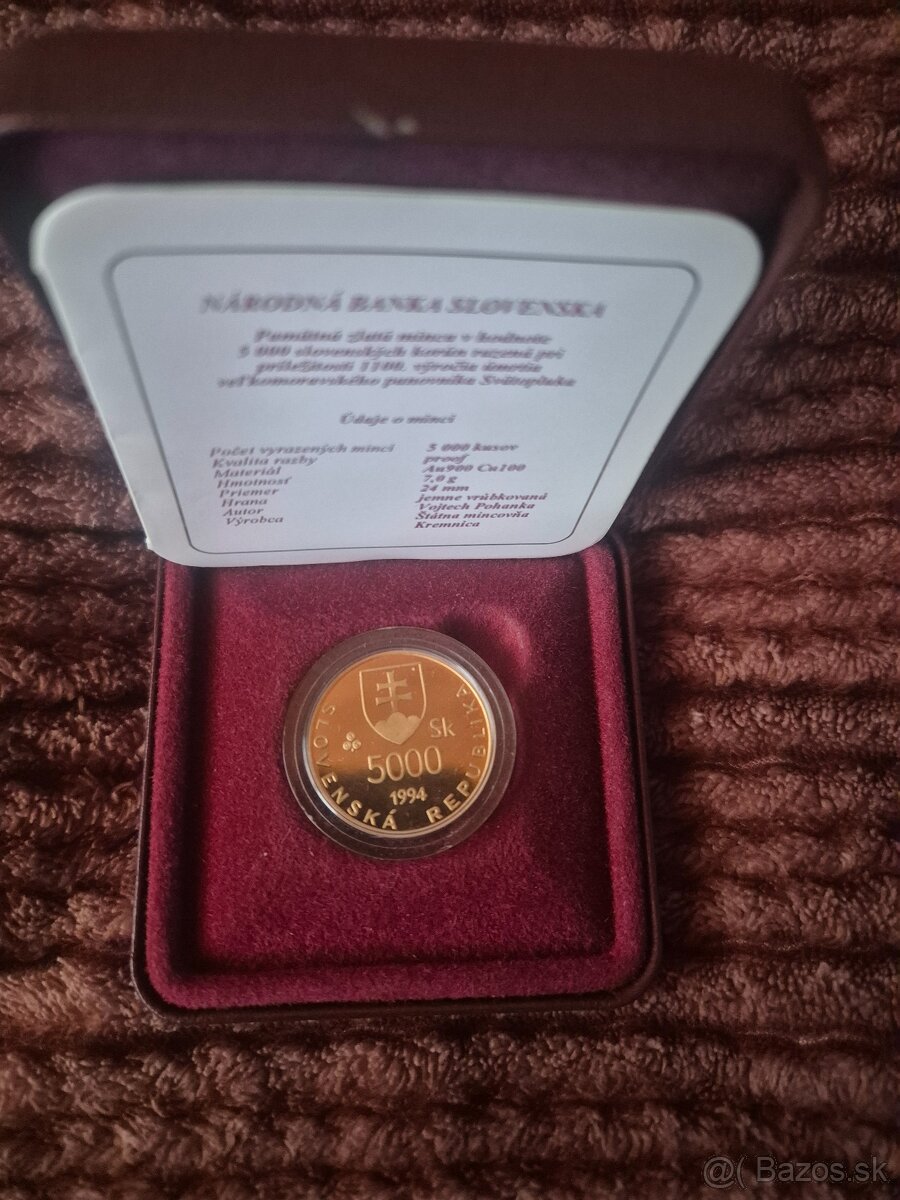 NÁRODNÁ BANKA SLOVENSKA
Pamätná zlatá minca v hodnote
5 000 slovenských korún razená pri
príležitosti 1100. výročia úmrtia
veľkomoravského panovníka Svätopluka
Údaje o minci
Počet vyrazených mincí 5 000 kusov
Kvalita razby proof
Materiál Au900 Cu100
Hmotnosť 7,0 g
Priemer 24 mm
Hrana jemne vrúbkovaná
Autor Vojtech Pohanka
Výrobca Štátna mincovňa
Kremnica
SLOVENSKÁ REPUBLIKA
Sk
5000
1994
@( Bazos.sk